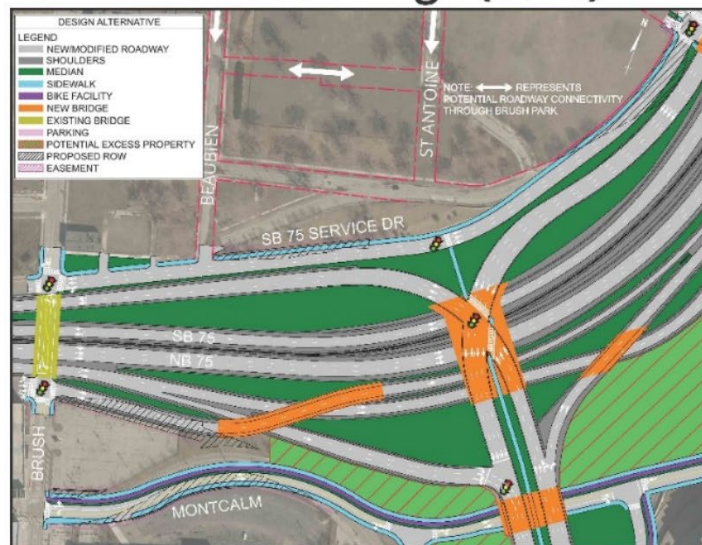 DESIGN ALTERNATIVE
LEGEND
NEW/MODIFIED ROADWAY
SHOULDERS
MEDIAN
SIDEWALK
BIKE FACILITY
NEW BRIDGE
EXISTING BRIDGE
PARKING
POTENTIAL EXCESS PROPERTY
PROPOSED ROW
EASEMENT
BEAUBIEN
ST ANTOINE
NOTE: REPRESENTS
POTENTIAL ROADWAY CONNECTIVITY
THROUGH BRUSH PARK
SB 75 SERVICE DR
SB 75
NB 75
BRUSH
MONTCALM